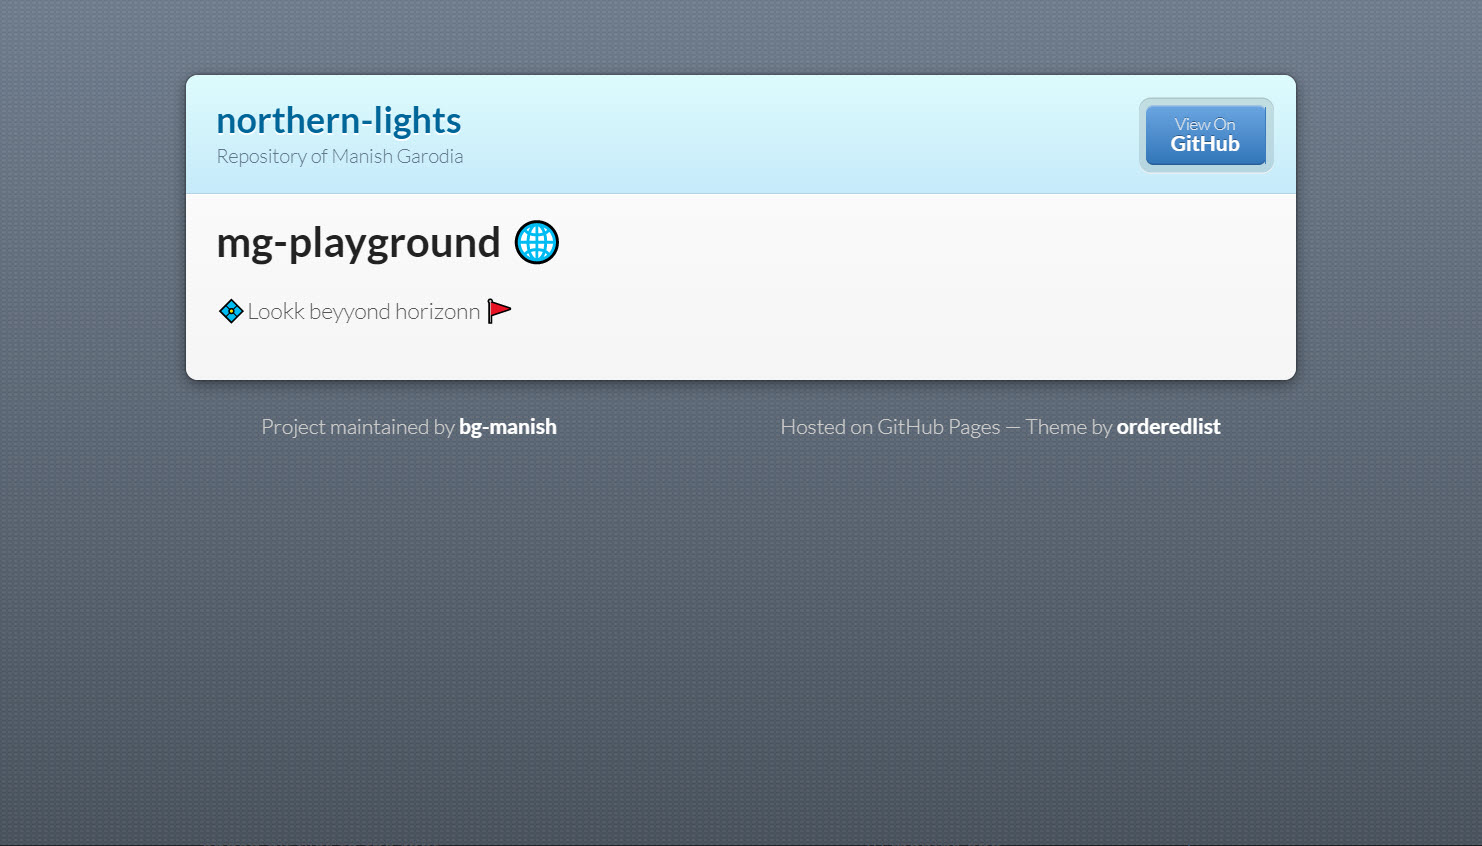 northern-lights
Repository of Manish Garodia
View On
GitHub
mg-playground
Lookk beyyond horizonn
Project maintained by bg-manish
Hosted on GitHub Pages — Theme by orderedlist